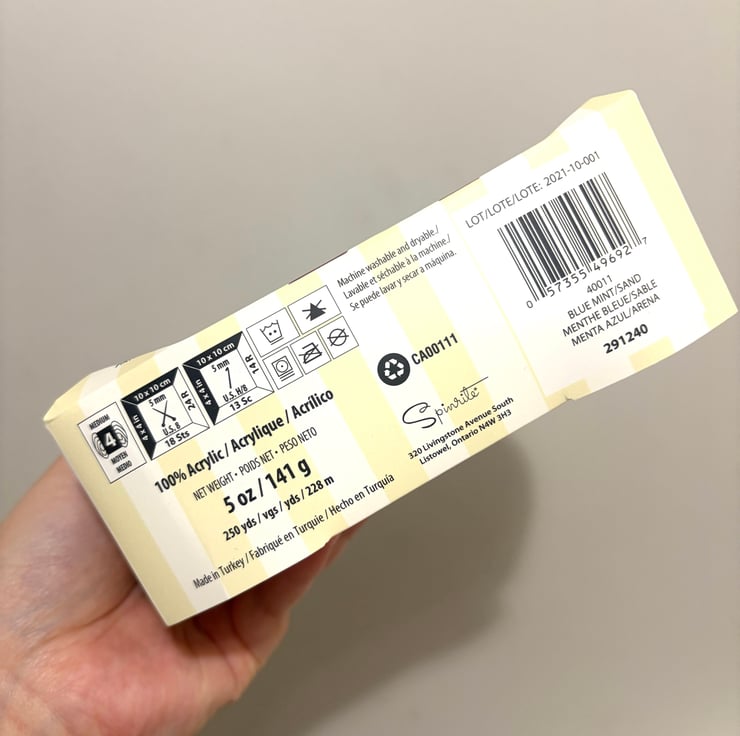 MEDIUM
4
MOYEN
MEDIO
10 x 10 cm
4 x 4 in
5 mm
24R
U.S. 8
18 Sts
10 x 10 cm
4 x 4 in
5 mm
14R
U.S. H/8
13 Sc
Machine washable and dryable./
Lavable et séchable à la machine./
Se puede lavar y secar a máquina.
100% Acrylic / Acrylique / Acrílico
NET WEIGHT • POIDS NET • PESO NETO
5 oz / 141 g
250 yds / vgs / yds / 228 m
Made in Turkey / Fabriqué en Turquie / Hecho en Turquía
CA00111
Spinrite
320 Livingstone Avenue South
Listowel, Ontario N4W 3H3
LOT/LOTE/LOTE: 2021-10-001
0 57355 49692 7
40011
BLUE MINT/SAND
MENTHE BLEUE/SABLE
MENTA AZUL/ARENA
291240